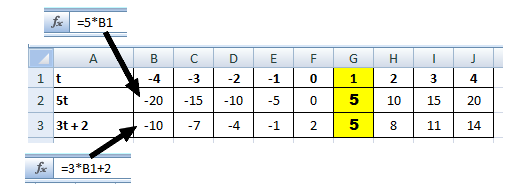 fx =5*B1
A B C D E F G H I J
1 t -4 -3 -2 -1 0 1 2 3 4
2 5t -20 -15 -10 -5 0 5 10 15 20
3 3t + 2 -10 -7 -4 -1 2 5 8 11 14
fx =3*B1+2